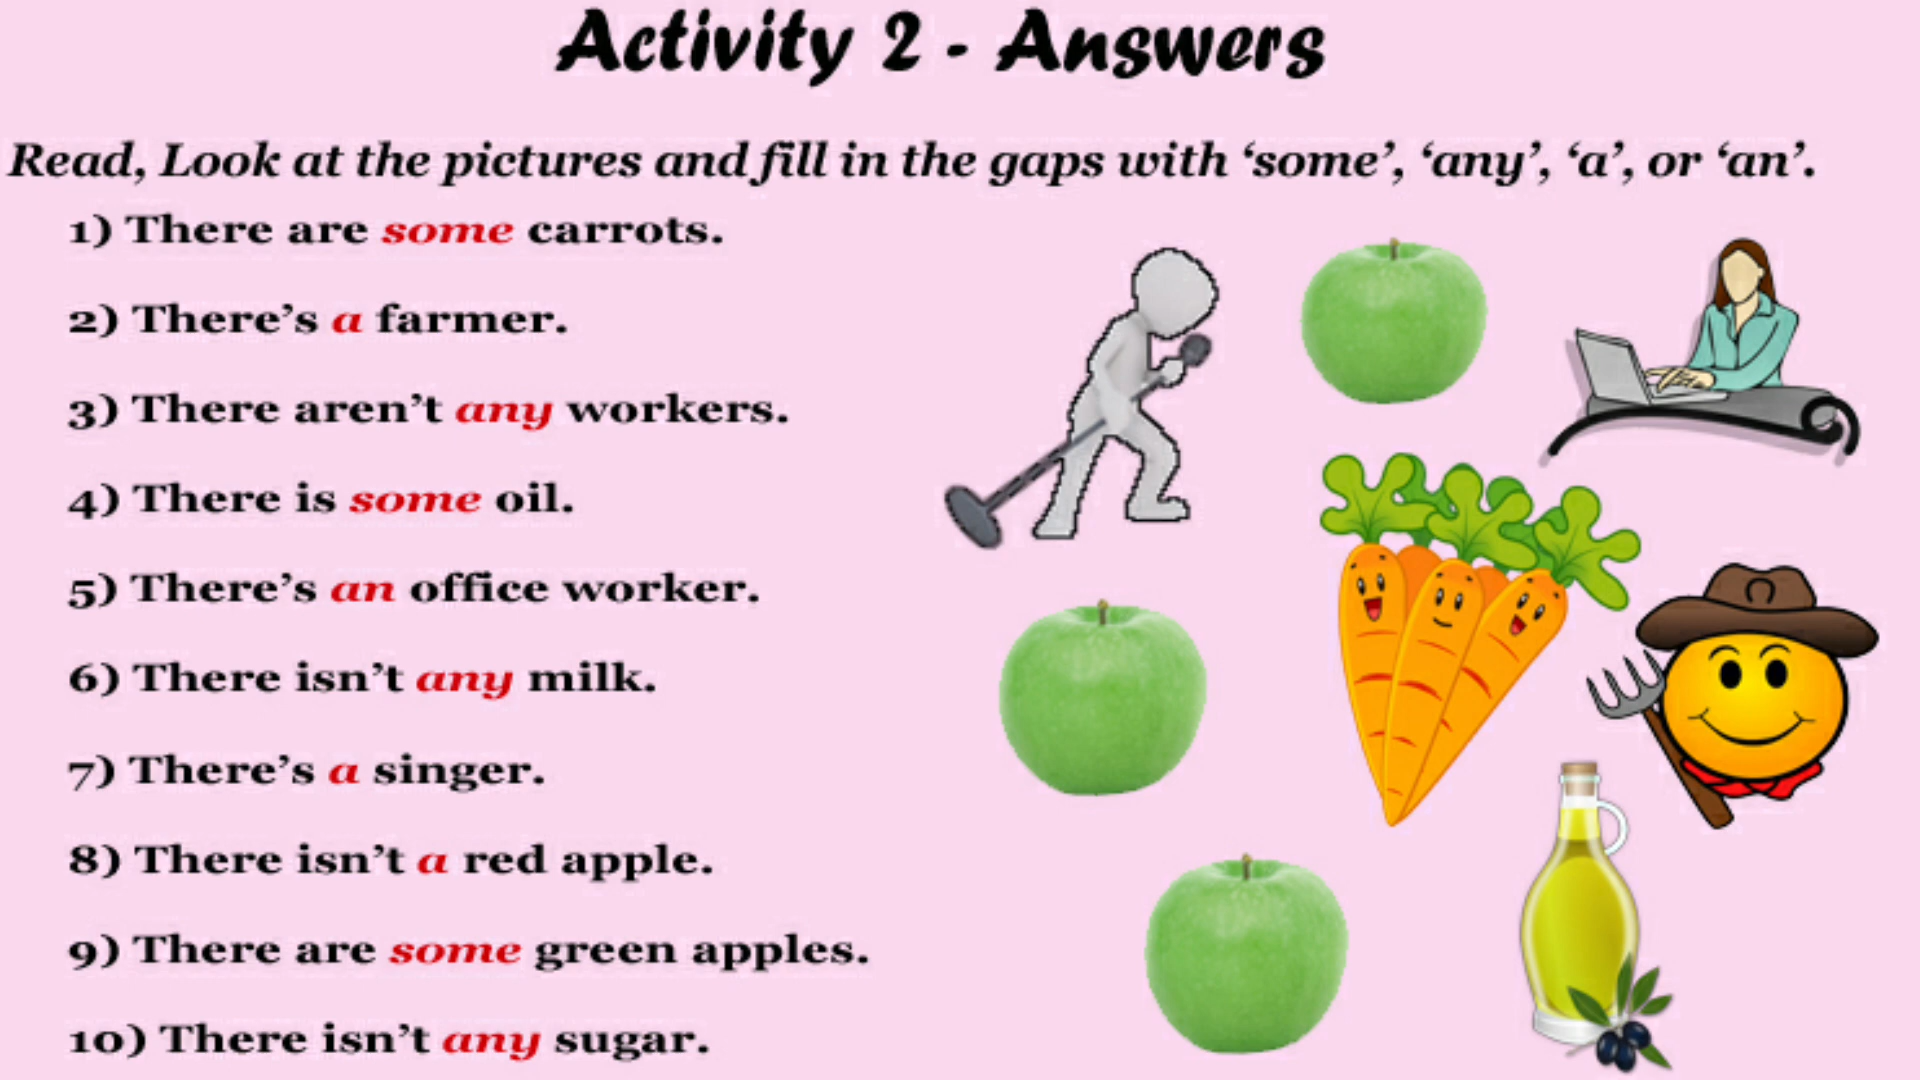 Activity 2 - Answers
Read, Look at the pictures and fill in the gaps with ‘some’, ‘any’, ‘a’, or ‘an’.
1) There are some carrots.
2) There’s a farmer.
3) There aren’t any workers.
4) There is some oil.
5) There’s an office worker.
6) There isn’t any milk.
7) There’s a singer.
8) There isn’t a red apple.
9) There are some green apples.
10) There isn’t any sugar.